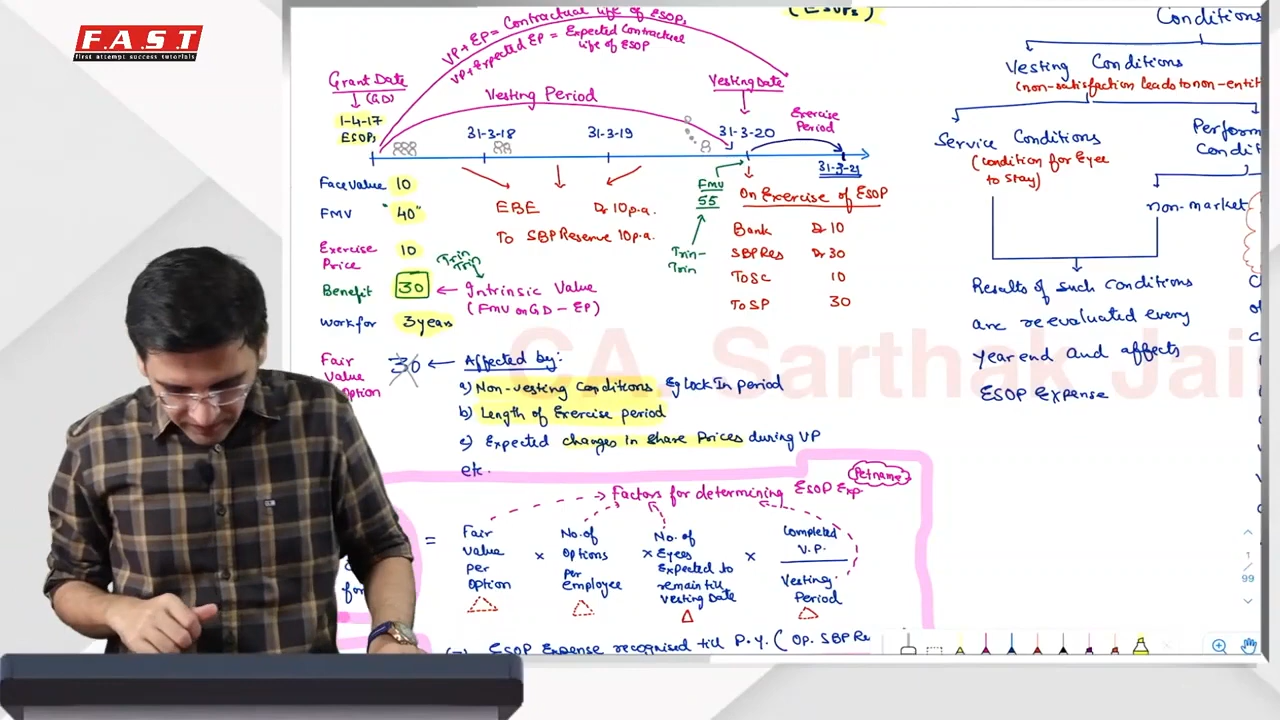 F.A.S.T
first attempt success tutorials
(ESOPs)
VP + EP = Contractual life of ESOPs
VP + Expected EP = Expected Contractual
life of ESOP
Grant Date
(GD)
1-4-17
ESOPs
Vesting Period
Vesting Date
Exercise
Period
31-3-18
31-3-19
31-3-20
31-3-21
Face Value 10
FMV 40
Exercise
Price
10
Benefit 30
Trin
Trin
← Intrinsic Value
(FMV on GD - EP)
Work for 3 years
EBE Dr 10 p.a.
To SBP Reserve 10 p.a.
FMV
55
Trin-
Trin
On Exercise of ESOP
Bank Dr 10
SBP Res Dr 30
To SC 10
To SP 30
Fair
Value
option
30 ← Affected by:
a) Non-vesting Conditions Eg Lock In period
b) Length of Exercise period
c) Expected changes in share Prices during VP
etc.
Petname
Factors for determining ESOP Exp
=
Fair
value
per
option
×
No. of
options
per
employee
×
No. of
Eyees
Expected to
remain till
vesting Date
×
Completed
V.P.
Vesting
Period
for
(-) ESOP Expense recognised till P.Y. (Op. SBP Re
Conditions
Vesting Conditions
(non-satisfaction leads to non-entit
Service Conditions
(condition for Eyee
to stay)
Perform
Condit
non-market
Results of such conditions
are reevaluated every
year end and affects
ESOP Expense
CA. Sarthak Jai
1
/
99